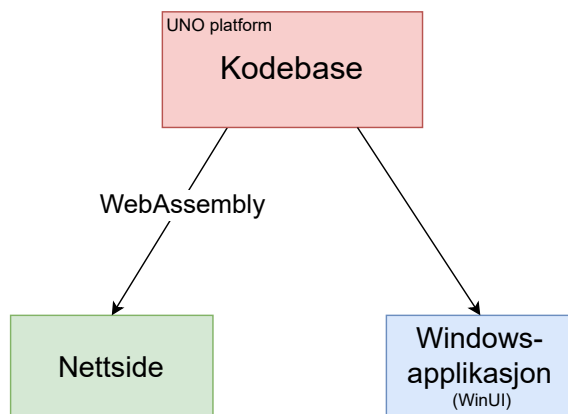 UNO platform
Kodebase
WebAssembly
Nettside
Windows-
applikasjon
(WinUI)